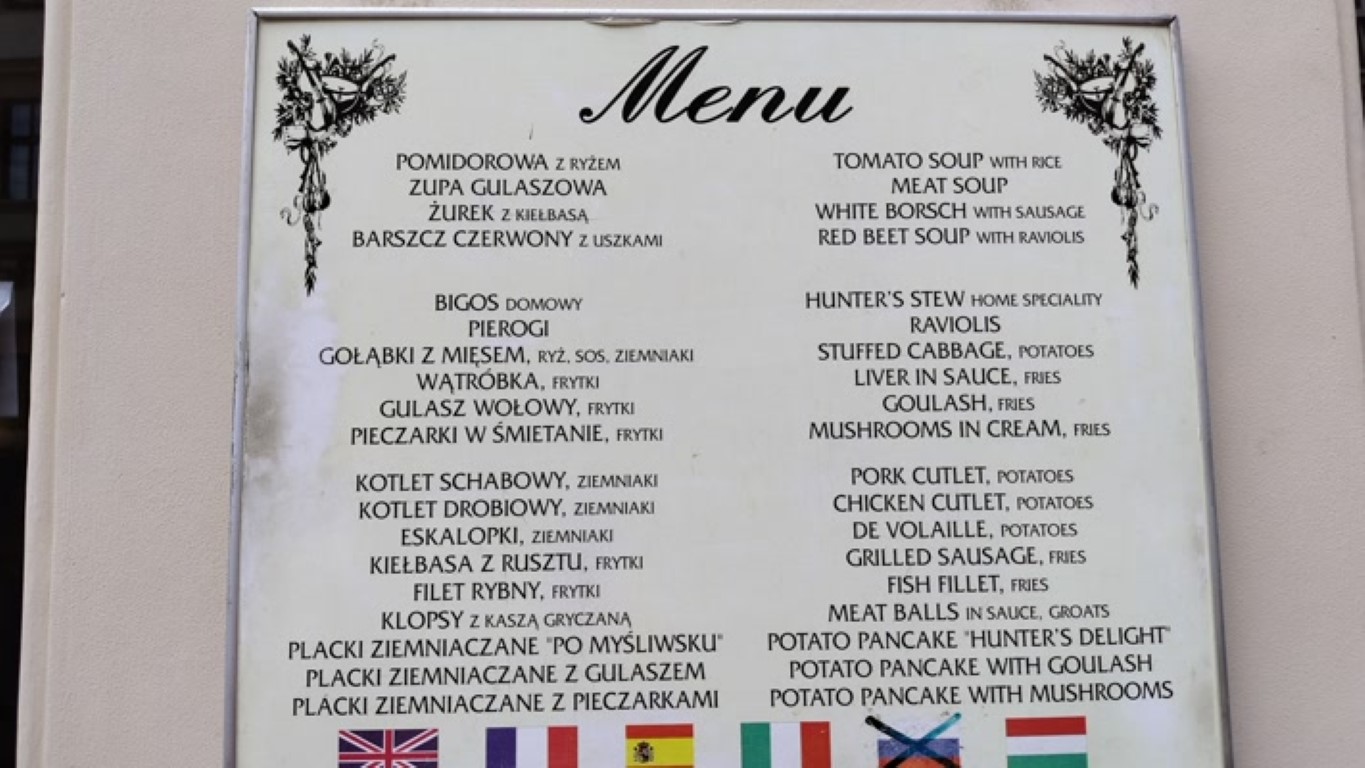 Menu
POMIDOROWA Z RYŻEM
ZUPA GULASZOWA
ŻUREK Z KIEŁBASĄ
BARSZCZ CZERWONY Z USZKAMI
BIGOS DOMOWY
PIEROGI
GOŁĄBKI Z MIĘSEM, RYŻ, SOS, ZIEMNIAKI
WĄTRÓBKA, FRYTKI
GULASZ WOŁOWY, FRYTKI
PIECZARKI W ŚMIETANIE, FRYTKI
KOTLET SCHABOWY, ZIEMNIAKI
KOTLET DROBIOWY, ZIEMNIAKI
ESKALOPKI, ZIEMNIAKI
KIEŁBASA Z RUSZTU, FRYTKI
FILET RYBNY, FRYTKI
KLOPSY Z KASZĄ GRYCZANĄ
PLACKI ZIEMNIACZANE "PO MYŚLIWSKU"
PLACKI ZIEMNIACZANE Z GULASZEM
PLACKI ZIEMNIACZANE Z PIECZARKAMI
TOMATO SOUP WITH RICE
MEAT SOUP
WHITE BORSCH WITH SAUSAGE
RED BEET SOUP WITH RAVIOLIS
HUNTER'S STEW HOME SPECIALITY
RAVIOLIS
STUFFED CABBAGE, POTATOES
LIVER IN SAUCE, FRIES
GOULASH, FRIES
MUSHROOMS IN CREAM, FRIES
PORK CUTLET, POTATOES
CHICKEN CUTLET, POTATOES
DE VOLAILLE, POTATOES
GRILLED SAUSAGE, FRIES
FISH FILLET, FRIES
MEAT BALLS IN SAUCE, GROATS
POTATO PANCAKE "HUNTER'S DELIGHT"
POTATO PANCAKE WITH GOULASH
POTATO PANCAKE WITH MUSHROOMS